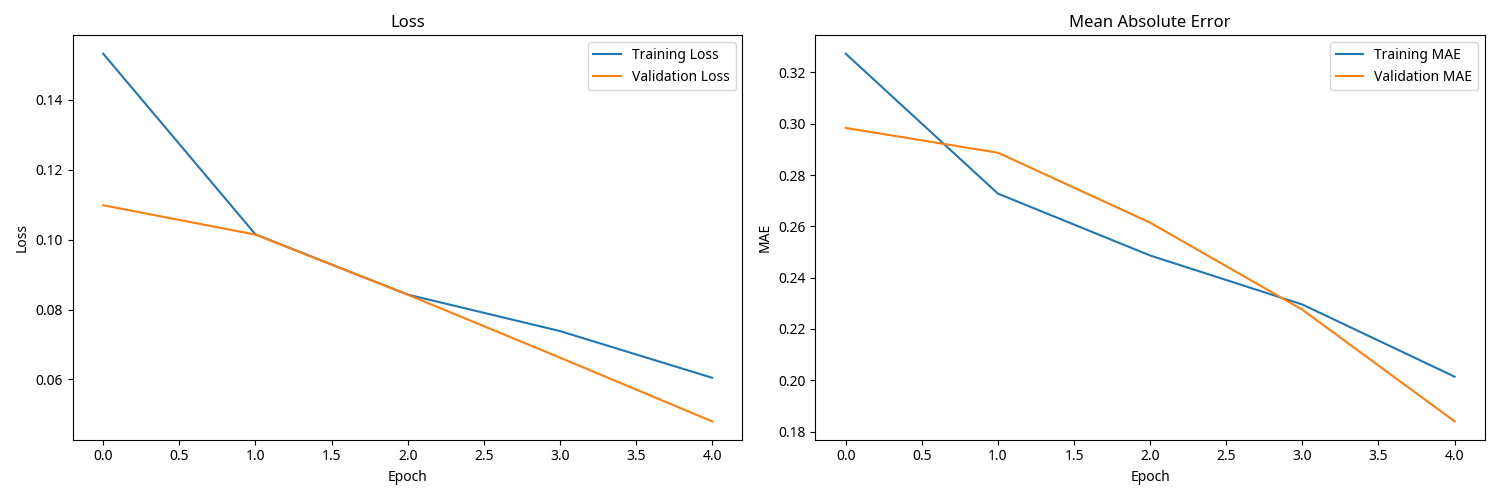 Loss
Training Loss
Validation Loss
0.14
0.12
0.10
0.08
0.06
Loss
0.0 0.5 1.0 1.5 2.0 2.5 3.0 3.5 4.0
Epoch
Mean Absolute Error
Training MAE
Validation MAE
0.32
0.30
0.28
0.26
0.24
0.22
0.20
0.18
MAE
0.0 0.5 1.0 1.5 2.0 2.5 3.0 3.5 4.0
Epoch